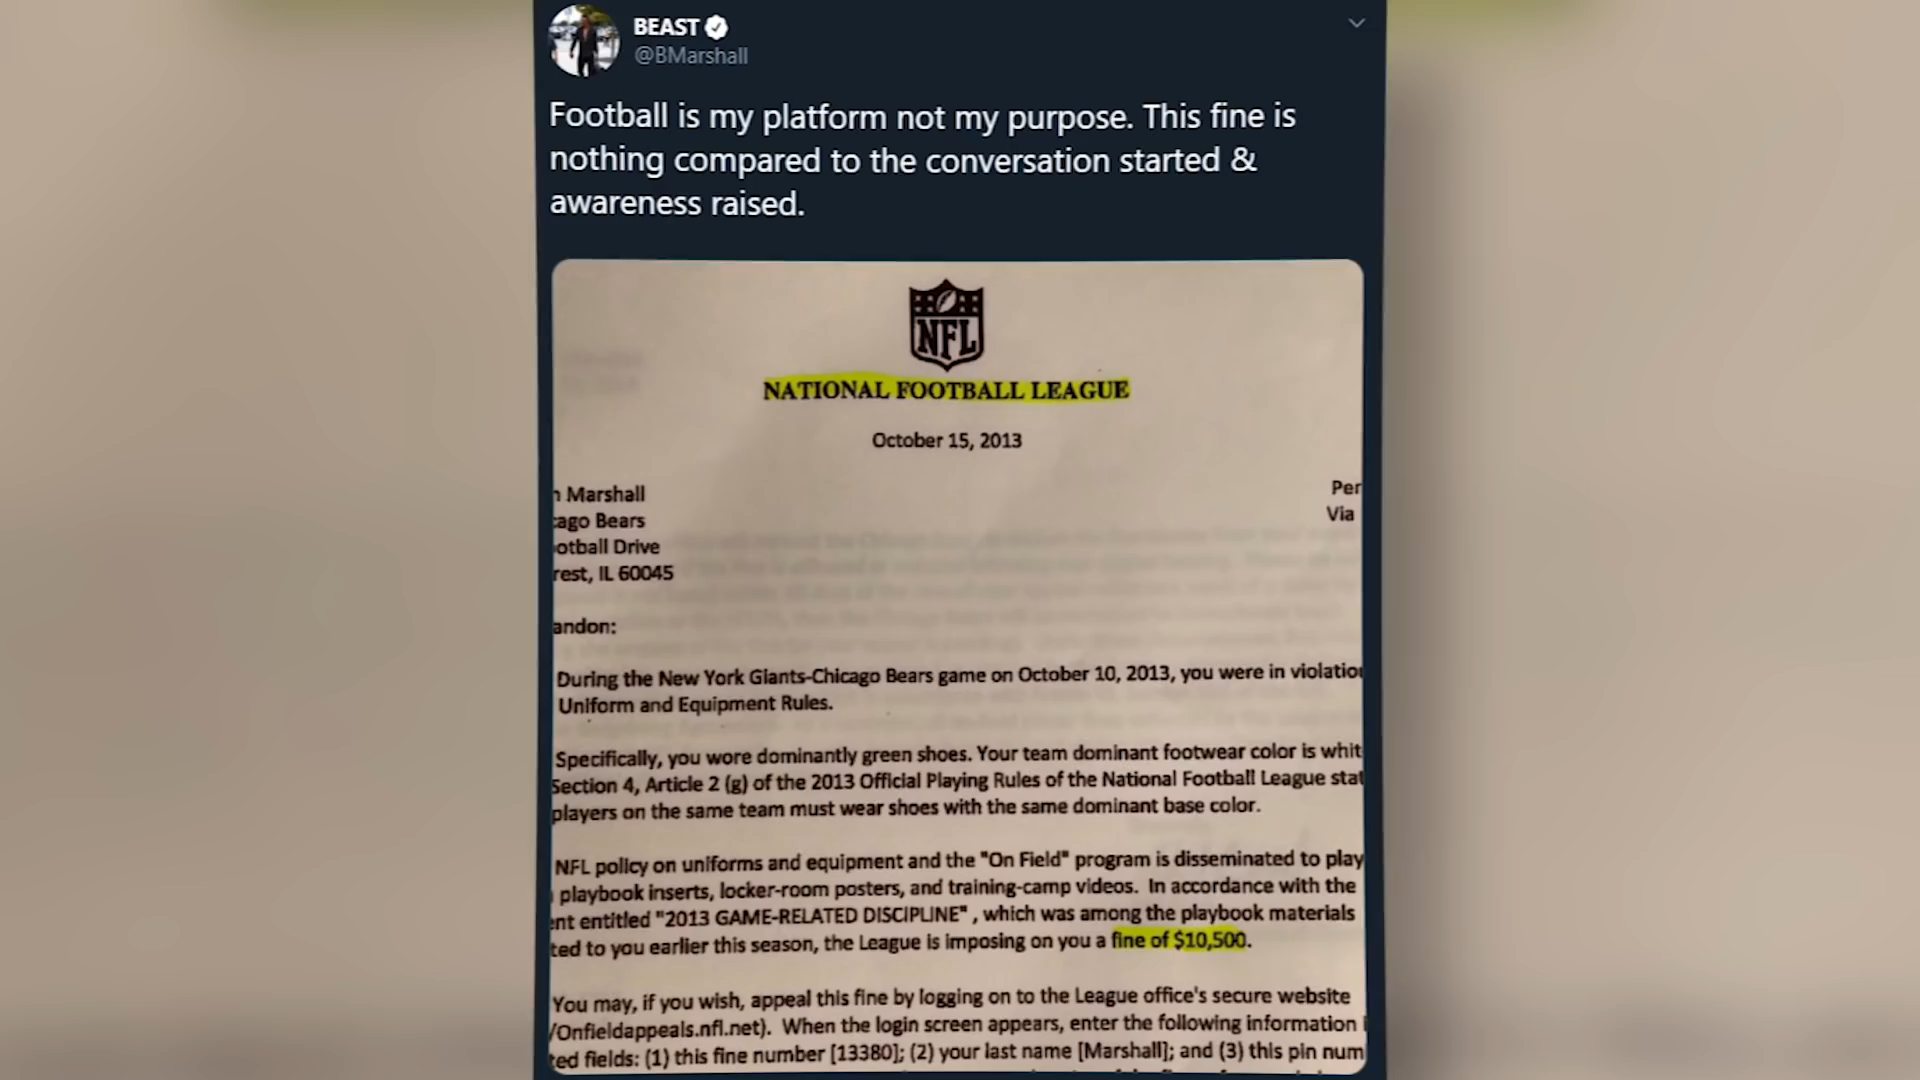 BEAST
@BMarshall
Football is my platform not my purpose. This fine is
nothing compared to the conversation started &
awareness raised.
NFL
NATIONAL FOOTBALL LEAGUE
October 15, 2013
n Marshall
Per
ago Bears
Via
otball Drive
rest, IL 60045
andon:
During the New York Giants-Chicago Bears game on October 10, 2013, you were in violation
Uniform and Equipment Rules.
Specifically, you wore dominantly green shoes. Your team dominant footwear color is whit
Section 4, Article 2 (g) of the 2013 Official Playing Rules of the National Football League stat
players on the same team must wear shoes with the same dominant base color.
NFL policy on uniforms and equipment and the "On Field" program is disseminated to play
playbook inserts, locker-room posters, and training-camp videos. In accordance with the
ent entitled "2013 GAME-RELATED DISCIPLINE" , which was among the playbook materials
ted to you earlier this season, the League is imposing on you a fine of $10,500.
You may, if you wish, appeal this fine by logging on to the League office's secure website
/Onfieldappeals.nfl.net). When the login screen appears, enter the following information
ted fields: (1) this fine number [13380]; (2) your last name [Marshall]; and (3) this pin num